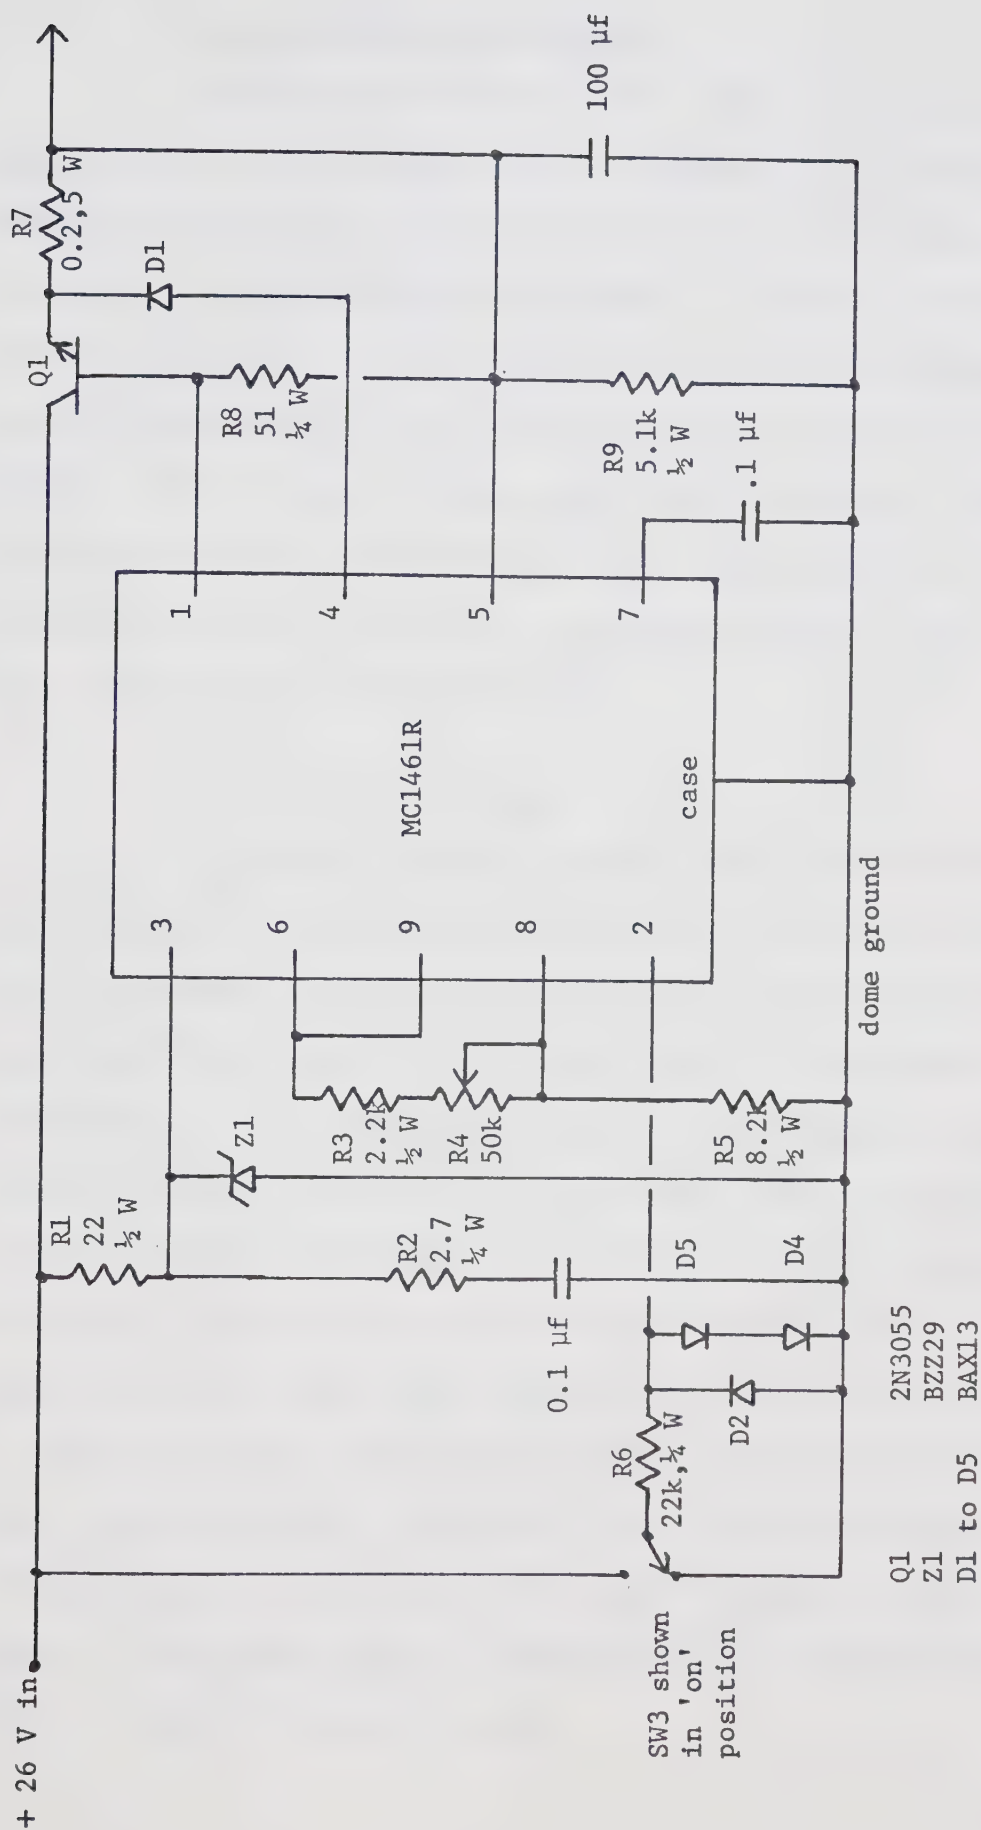 + 26 V in
R1
22
½ W
Q1
R7
0.2,5 W
D1
3
1
R8
51
¼ W
Z1
6
4
R3
2.2k
½ W
9
MC1461R
R2
2.7
¼ W
R4
50k
8
5
100 µf
0.1 µf
SW3 shown
in 'on'
position
R6
22k,¼ W
D5
2
7
R9
5.1k
½ W
.1 µf
D2
D4
R5
8.2k
½ W
case
dome ground
Q1 2N3055
Z1 BZZ29
D1 to D5 BAX13